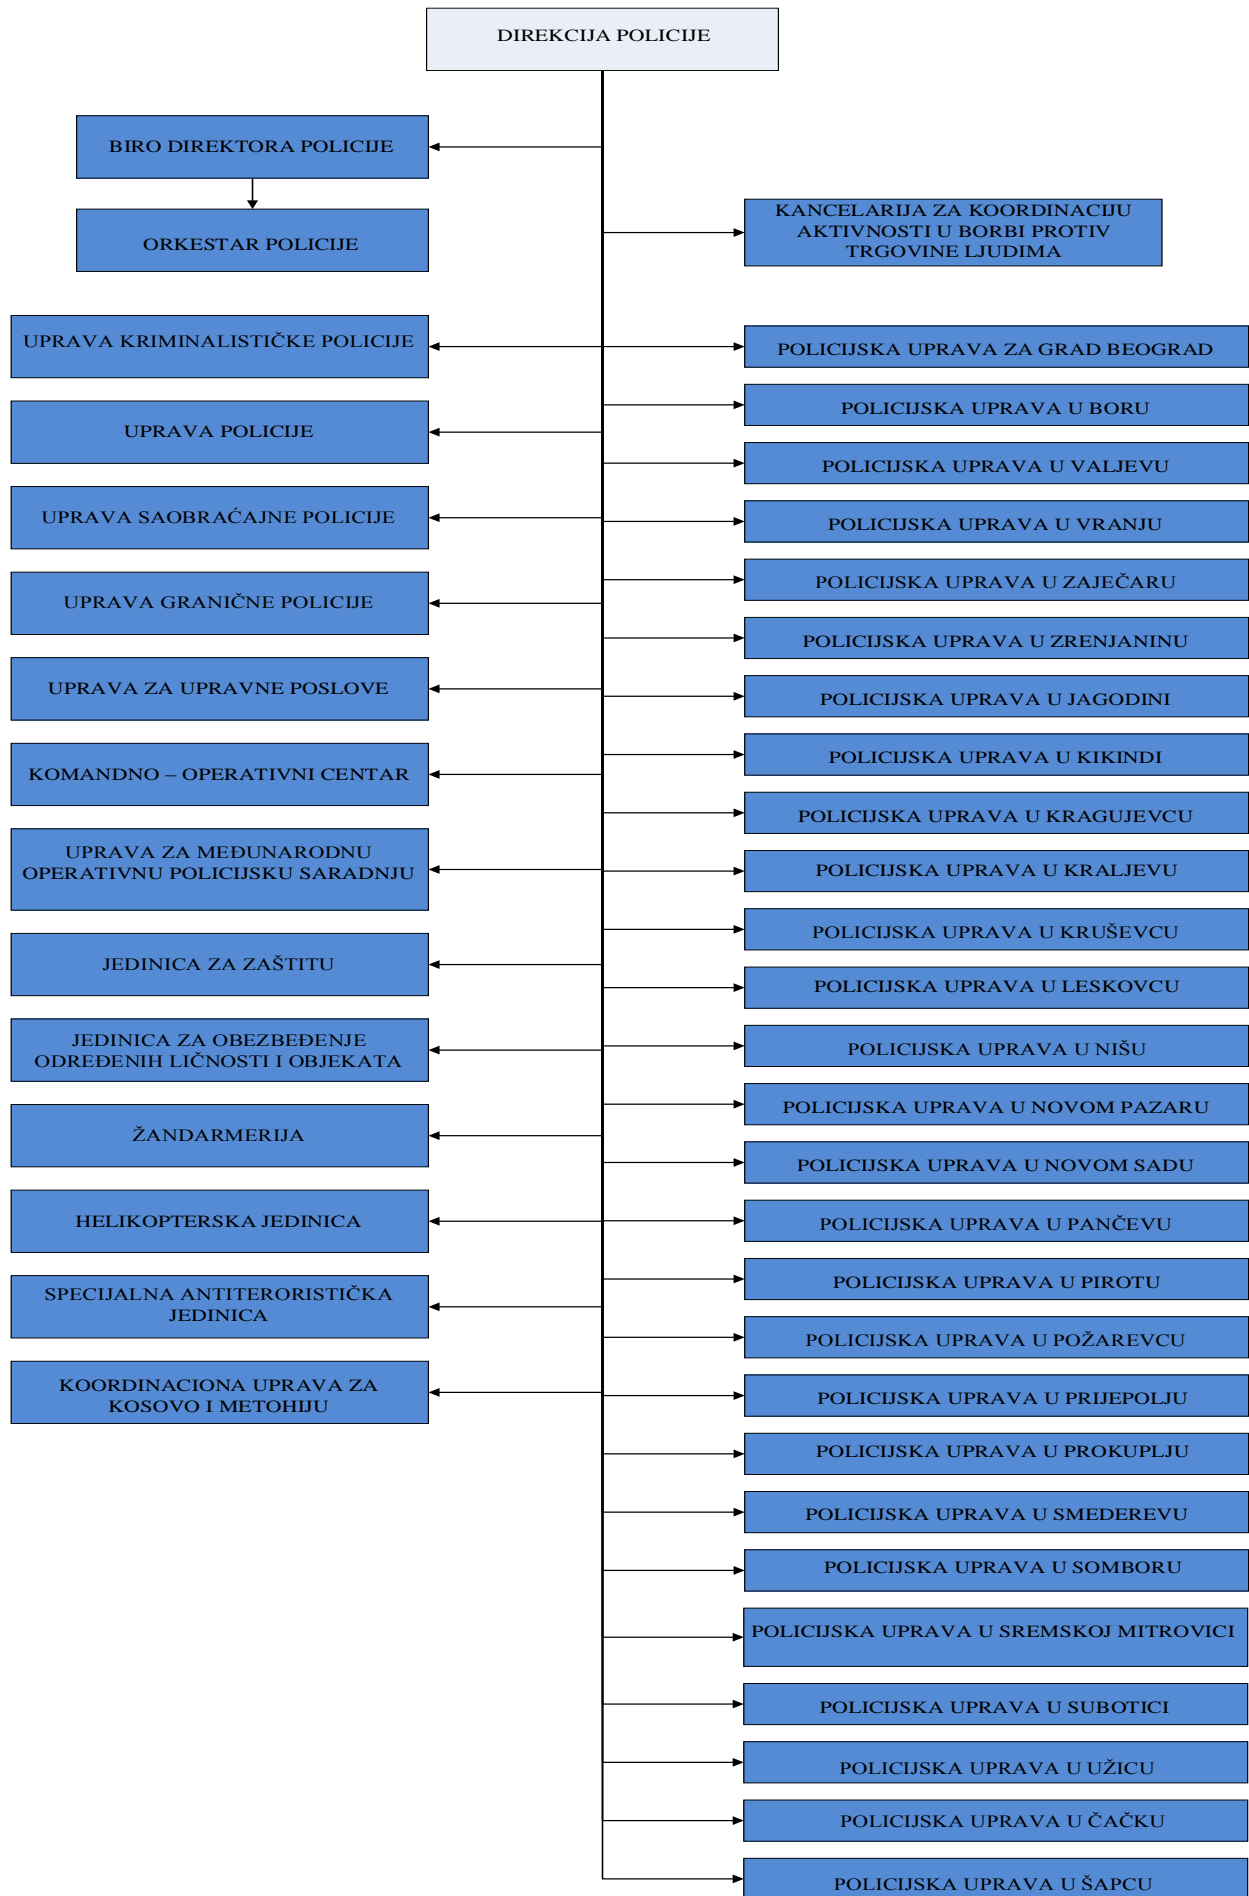 DIREKCIJA POLICIJE
BIRO DIREKTORA POLICIJE
ORKESTAR POLICIJE
KANCELARIJA ZA KOORDINACIJU
AKTIVNOSTI U BORBI PROTIV
TRGOVINE LJUDIMA
UPRAVA KRIMINALISTIČKE POLICIJE
UPRAVA POLICIJE
UPRAVA SAOBRAĆAJNE POLICIJE
UPRAVA GRANIČNE POLICIJE
UPRAVA ZA UPRAVNE POSLOVE
KOMANDNO – OPERATIVNI CENTAR
UPRAVA ZA MEĐUNARODNU
OPERATIVNU POLICIJSKU SARADNJU
JEDINICA ZA ZAŠTITU
JEDINICA ZA OBEZBEĐENJE
ODREĐENIH LIČNOSTI I OBJEKATA
ŽANDARMERIJA
HELIKOPTERSKA JEDINICA
SPECIJALNA ANTITERORISTIČKA
JEDINICA
KOORDINACIONA UPRAVA ZA
KOSOVO I METOHIJU
POLICIJSKA UPRAVA ZA GRAD BEOGRAD
POLICIJSKA UPRAVA U BORU
POLICIJSKA UPRAVA U VALJEVU
POLICIJSKA UPRAVA U VRANJU
POLICIJSKA UPRAVA U ZAJEČARU
POLICIJSKA UPRAVA U ZRENJANINU
POLICIJSKA UPRAVA U JAGODINI
POLICIJSKA UPRAVA U KIKINDI
POLICIJSKA UPRAVA U KRAGUJEVCU
POLICIJSKA UPRAVA U KRALJEVU
POLICIJSKA UPRAVA U KRUŠEVCU
POLICIJSKA UPRAVA U LESKOVCU
POLICIJSKA UPRAVA U NIŠU
POLICIJSKA UPRAVA U NOVOM PAZARU
POLICIJSKA UPRAVA U NOVOM SADU
POLICIJSKA UPRAVA U PANČEVU
POLICIJSKA UPRAVA U PIROTU
POLICIJSKA UPRAVA U POŽAREVCU
POLICIJSKA UPRAVA U PRIJEPOLJU
POLICIJSKA UPRAVA U PROKUPLJU
POLICIJSKA UPRAVA U SMEDEREVU
POLICIJSKA UPRAVA U SOMBORU
POLICIJSKA UPRAVA U SREMSKOJ MITROVICI
POLICIJSKA UPRAVA U SUBOTICI
POLICIJSKA UPRAVA U UŽICU
POLICIJSKA UPRAVA U ČAČKU
POLICIJSKA UPRAVA U ŠAPCU